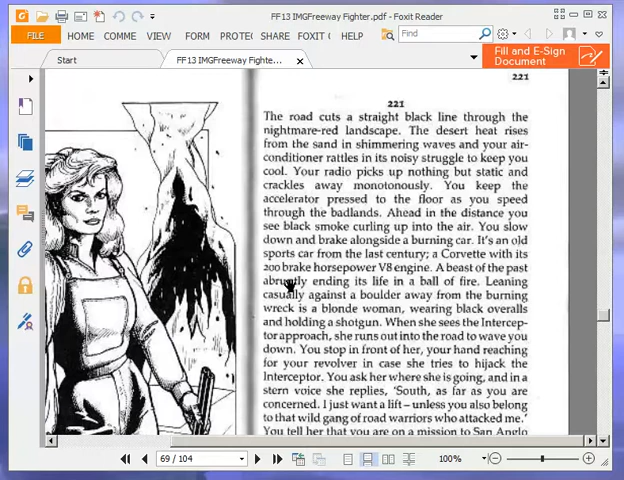 FF13 IMGFreeway Fighter.pdf - Foxit Reader
FILE HOME COMME VIEW FORM PROTE SHARE FOXIT C HELP Find
Start FF13 IMGFreeway Fighte...
Fill and E-Sign
Document
221
221
The road cuts a straight black line through the
nightmare-red landscape. The desert heat rises
from the sand in shimmering waves and your air-
conditioner rattles in its noisy struggle to keep you
cool. Your radio picks up nothing but static and
crackles away monotonously. You keep the
accelerator pressed to the floor as you speed
through the badlands. Ahead in the distance you
see black smoke curling up into the air. You slow
down and brake alongside a burning car. It's an old
sports car from the last century; a Corvette with its
200 brake horsepower V8 engine. A beast of the past
abruptly ending its life in a ball of fire. Leaning
casually against a boulder away from the burning
wreck is a blonde woman, wearing black overalls
and holding a shotgun. When she sees the Intercep-
tor approach, she runs out into the road to wave you
down. You stop in front of her, your hand reaching
for your revolver in case she tries to hijack the
Interceptor. You ask her where she is going, and in a
stern voice she replies, 'South, as far as you are
concerned. I just want a lift – unless you also belong
to that wild gang of road warriors who attacked me.'
You tell her that you are on a mission to San Anglo
69 / 104 100%